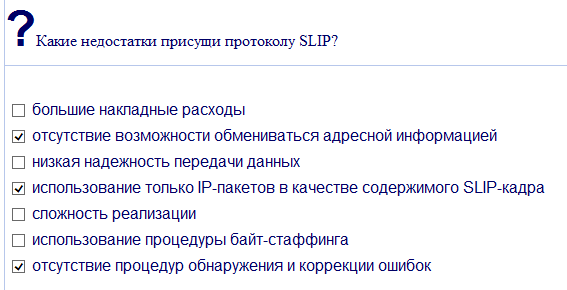 ?Какие недостатки присущи протоколу SLIP?
большие накладные расходы
отсутствие возможности обмениваться адресной информацией
низкая надежность передачи данных
использование только IP-пакетов в качестве содержимого SLIP-кадра
сложность реализации
использование процедуры байт-стаффинга
отсутствие процедур обнаружения и коррекции ошибок